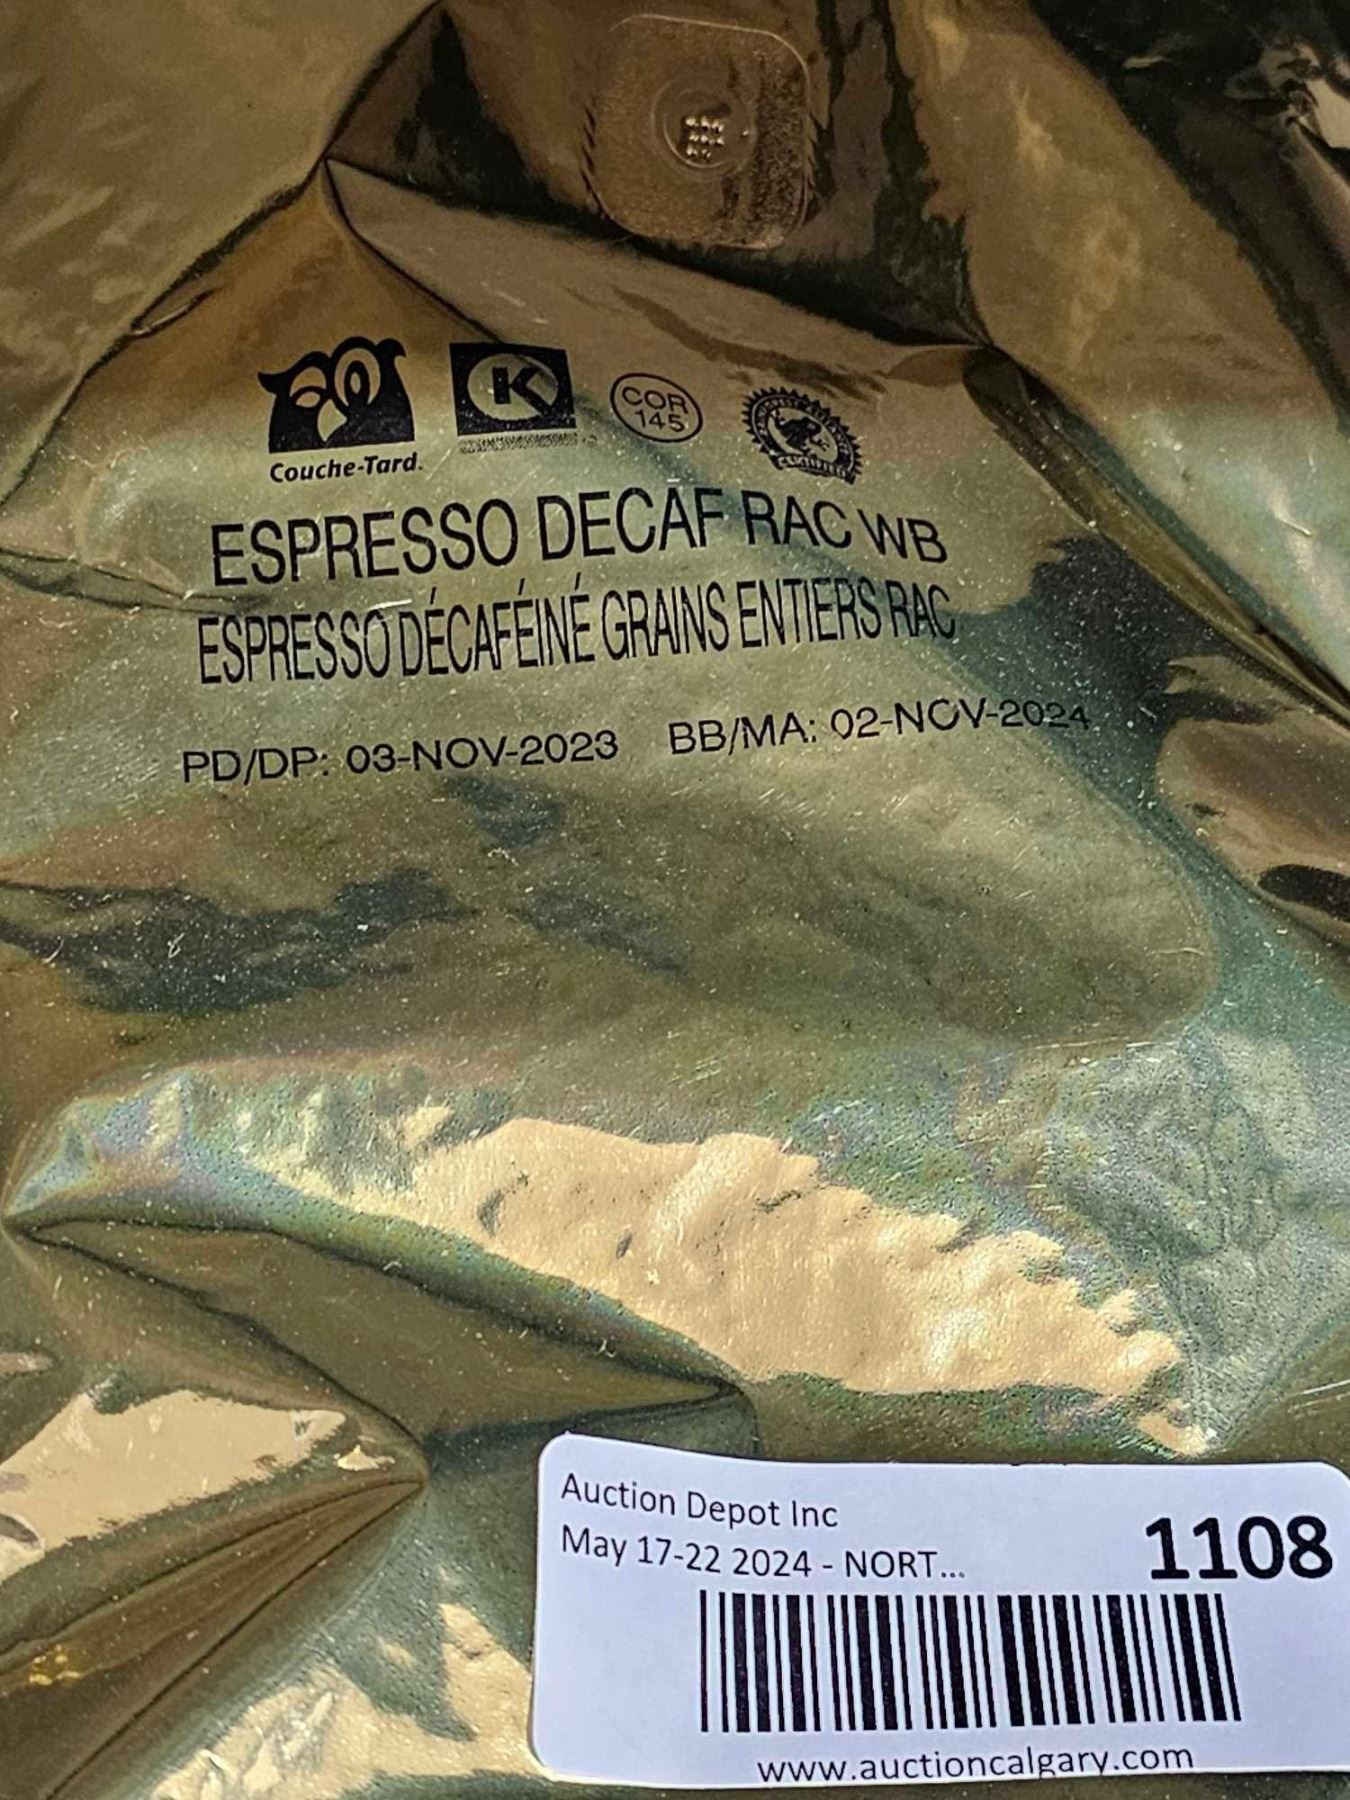 Couche-Tard.
K
COR
145
CERTIFIED
ESPRESSO DECAF RAC WB
ESPRESSO DÉCAFÉINÉ GRAINS ENTIERS RAC
PD/DP: 03-NOV-2023 BB/MA: 02-NOV-2024
Auction Depot Inc
May 17-22 2024 - NORT...
1108
www.auctioncalgary.com